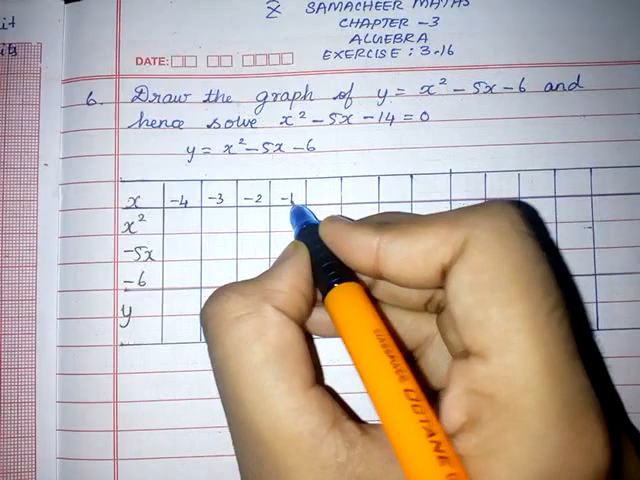 X SAMACHEER MATHS
CHAPTER -3
ALGEBRA
EXERCISE : 3.16
DATE:
6. Draw the graph of y = x² - 5x - 6 and
hence solve x² - 5x - 14 = 0
y = x² - 5x - 6
x -4 -3 -2 -1
x²
-5x
-6
y
OCTANE